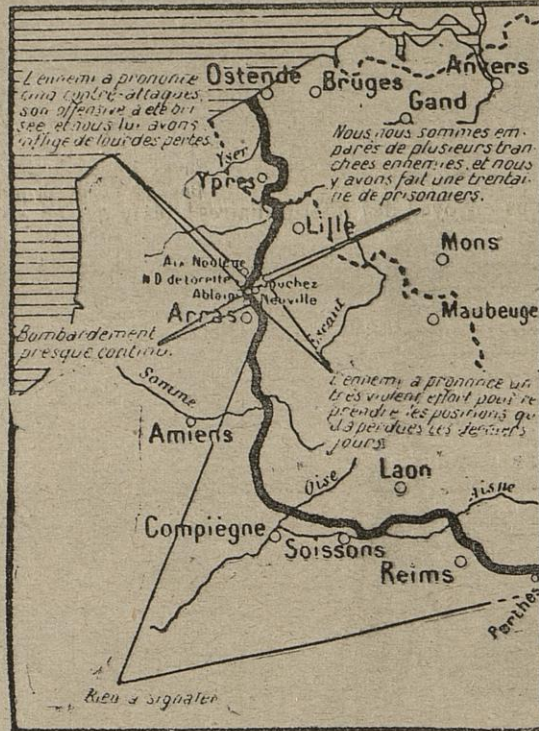 L'ennemi a prononcé
cinq contre-attaques,
son offensive a été bri
sée, et nous lui avons
infligé de lourdes pertes.
Ostende
Bruges
Anvers
Gand
Nous nous sommes em-
parés de plusieurs tran-
chées ennemies, et nous
y avons fait une trentai-
ne de prisonniers.
Yser
Ypres
Lille
Mons
Aix Noulette
N D de Lorette
Souchez
Ablain
Neuville
Maubeuge
Arras
Escaut
Bombardement
presque continu.
L'ennemi a prononcé un
très violent effort pour re
prendre les positions qu
il a perdues ces derniers
jours.
Somme
Amiens
Oise
Laon
Aisne
Compiègne
Soissons
Reims
Perthes
Rien à signaler